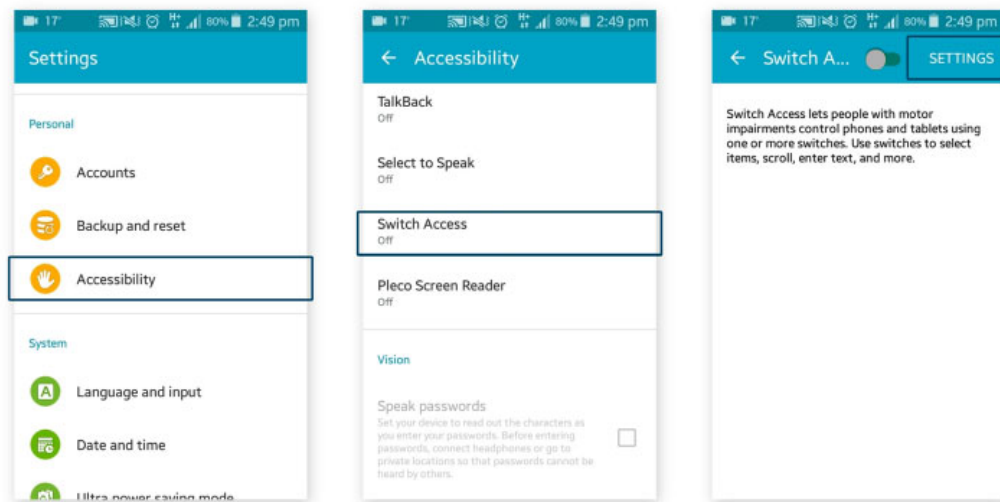 17° 80% 2:49 pm
Settings
Personal
Accounts
Backup and reset
Accessibility
System
Language and input
Date and time
Ultra power saving mode
17° 80% 2:49 pm
Accessibility
TalkBack
Off
Select to Speak
Off
Switch Access
Off
Pleco Screen Reader
Off
Vision
Speak passwords
Set your device to read out the characters as
you enter your passwords. Before entering
passwords, connect headphones or go to
private locations so that passwords cannot be
heard by others.
17° 80% 2:49 pm
Switch A... SETTINGS
Switch Access lets people with motor
impairments control phones and tablets using
one or more switches. Use switches to select
items, scroll, enter text, and more.